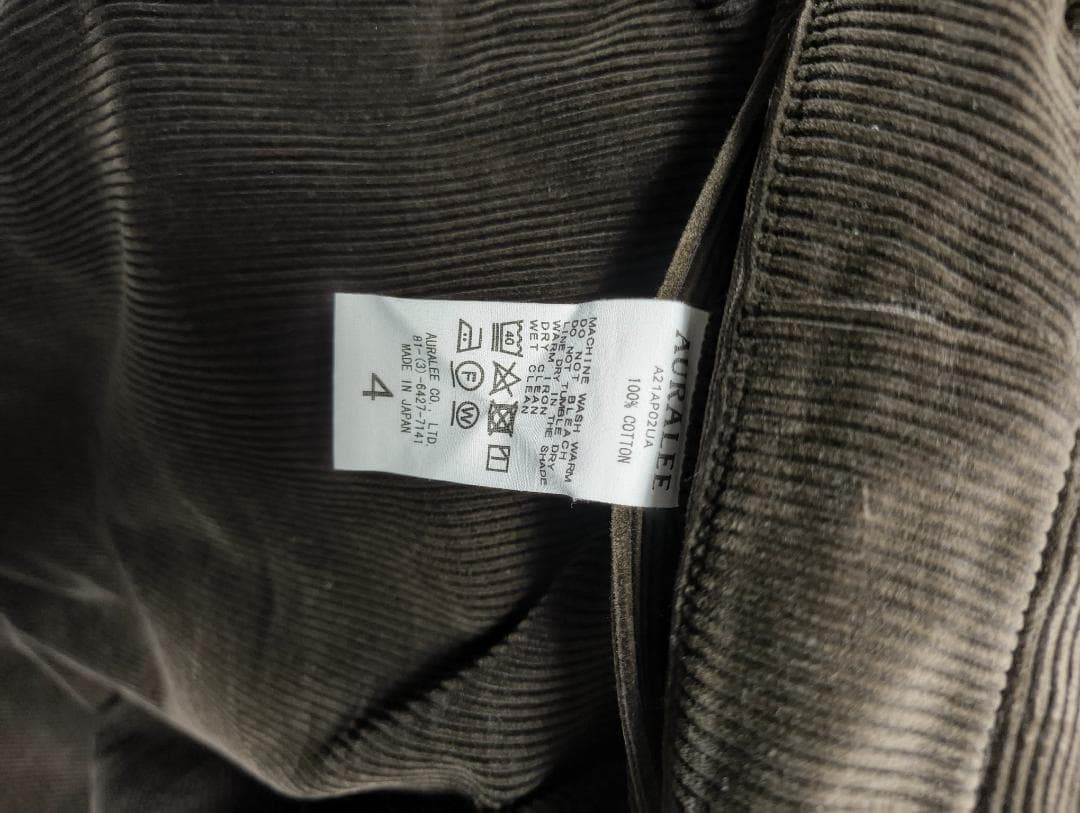 AURALEE
A21AP02UA
100% COTTON
MACHINE WASH WARM
DO NOT BLEACH
DO NOT TUMBLE DRY
LINE DRY IN THE SHADE
WARM IRON
DRY CLEAN
WET CLEAN
40
F W
AURALEE CO., LTD.
81-(3)-6427-7141
MADE IN JAPAN
4